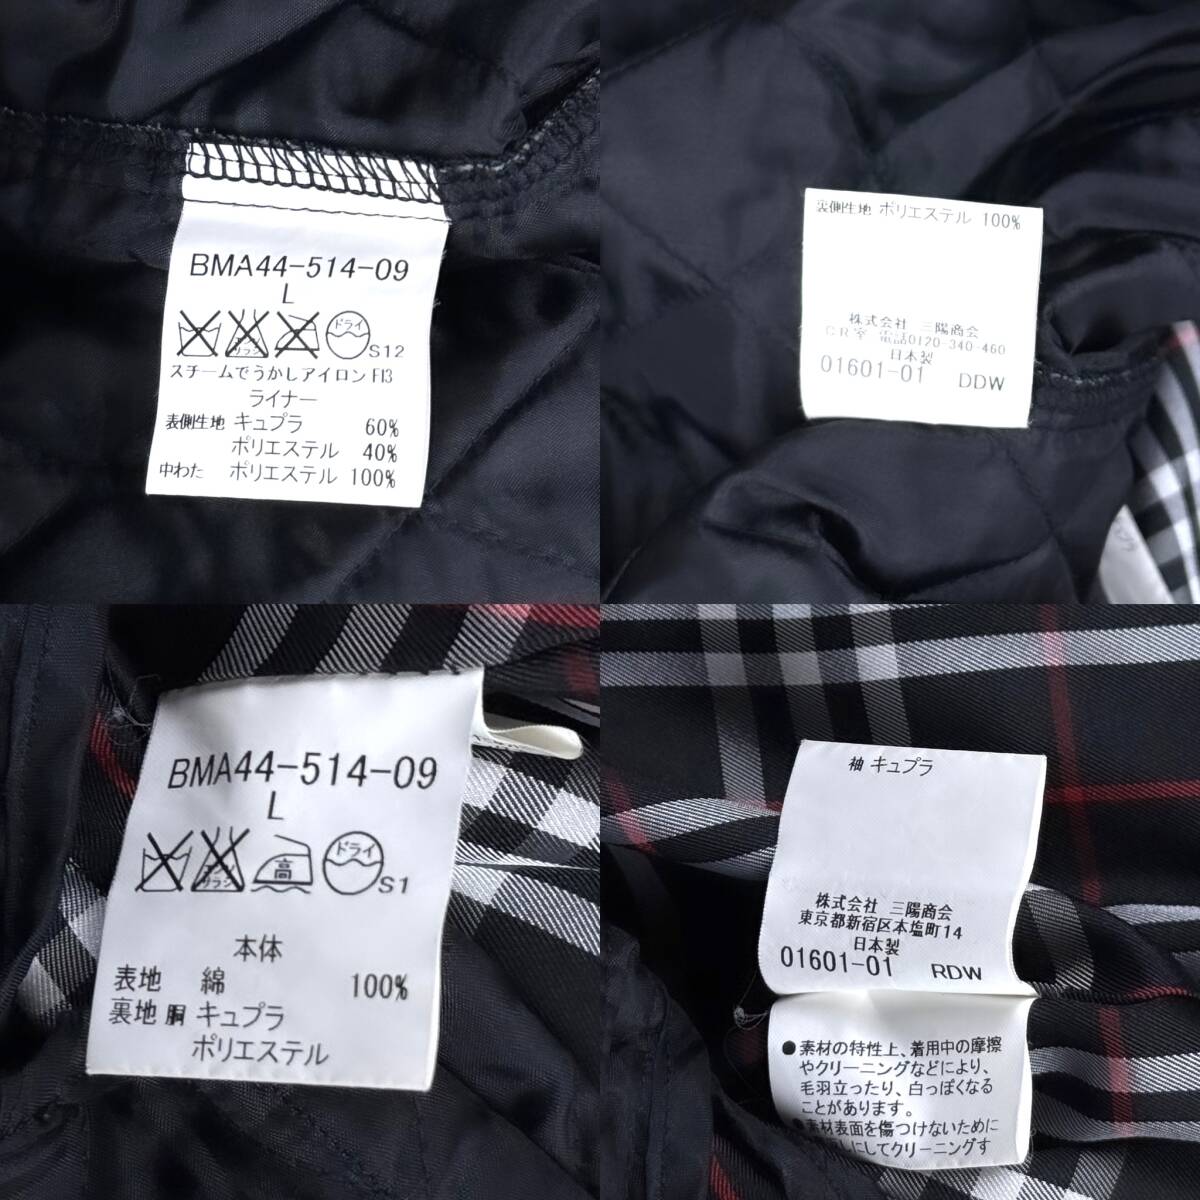 BMA44-514-09
L
ドライ
S12
スチームでうかしアイロン F13
ライナー
表側生地 キュプラ 60%
ポリエステル 40%
中わた ポリエステル 100%
裏側生地 ポリエステル 100%
株式会社 三陽商会
CR室 電話0120-340-460
日本製
01601-01 DDW
BMA44-514-09
L
エンソ
サラシ
高
ドライ
S1
本体
表地 綿 100%
裏地 胴 キュプラ
ポリエステル
袖 キュプラ
株式会社 三陽商会
東京都新宿区本塩町14
日本製
01601-01 RDW
●素材の特性上、着用中の摩擦
やクリーニングなどにより、
毛羽立ったり、白っぽくなる
ことがあります。
●素材表面を傷つけないために
しにしてクリーニングす